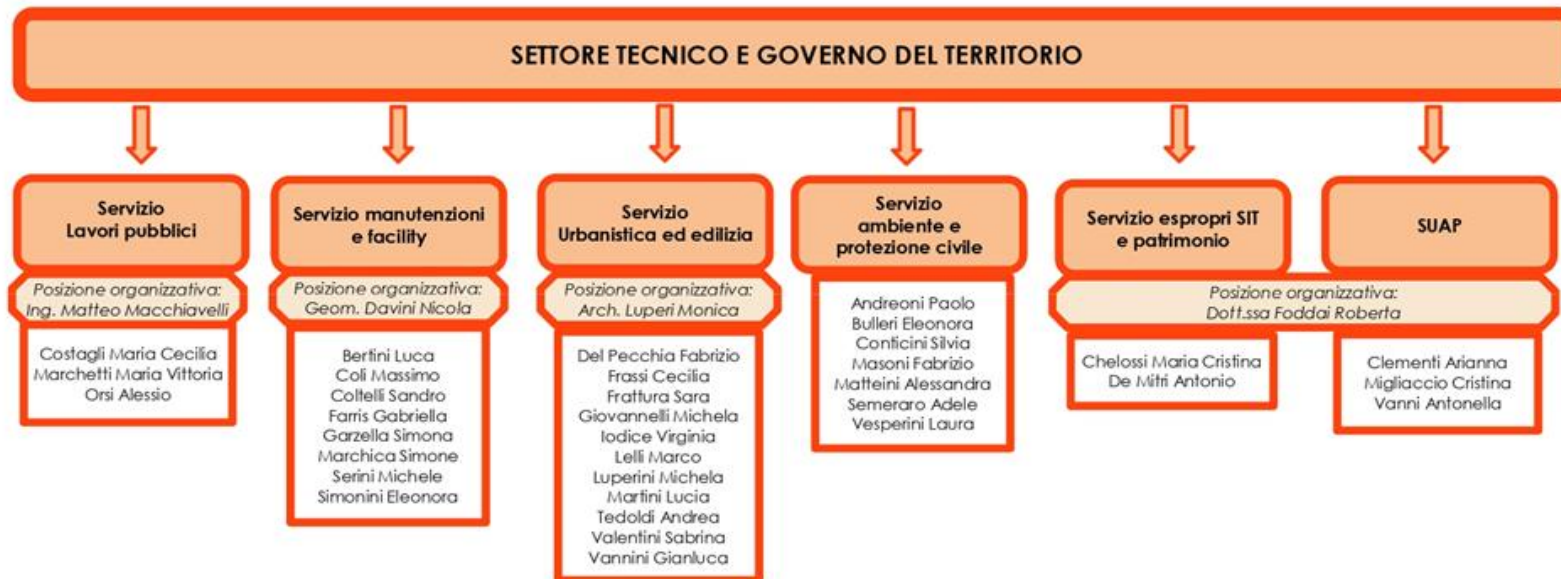 SETTORE TECNICO E GOVERNO DEL TERRITORIO
Servizio
Lavori pubblici
Posizione organizzativa:
Ing. Matteo Macchiavelli
Costagli Maria Cecilia
Marchetti Maria Vittoria
Orsi Alessio
Servizio manutenzioni
e facility
Posizione organizzativa:
Geom. Davini Nicola
Bertini Luca
Coli Massimo
Coltelli Sandro
Farris Gabriella
Garzella Simona
Marchica Simone
Serini Michele
Simonini Eleonora
Servizio
Urbanistica ed edilizia
Posizione organizzativa:
Arch. Luperi Monica
Del Pecchia Fabrizio
Frassi Cecilia
Frattura Sara
Giovannelli Michela
Iodice Virginia
Lelli Marco
Luperini Michela
Martini Lucia
Tedoldi Andrea
Valentini Sabrina
Vannini Gianluca
Servizio
ambiente e
protezione civile
Andreoni Paolo
Bulleri Eleonora
Conticini Silvia
Masoni Fabrizio
Matteini Alessandra
Semeraro Adele
Vesperini Laura
Servizio espropri SIT
e patrimonio
SUAP
Posizione organizzativa:
Dott.ssa Foddai Roberta
Chelossi Maria Cristina
De Mitri Antonio
Clementi Arianna
Migliaccio Cristina
Vanni Antonella